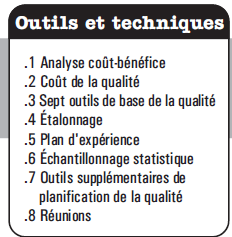 Outils et techniques
.1 Analyse coût-bénéfice
.2 Coût de la qualité
.3 Sept outils de base de la qualité
.4 Étalonnage
.5 Plan d'expérience
.6 Échantillonnage statistique
.7 Outils supplémentaires de
planification de la qualité
.8 Réunions